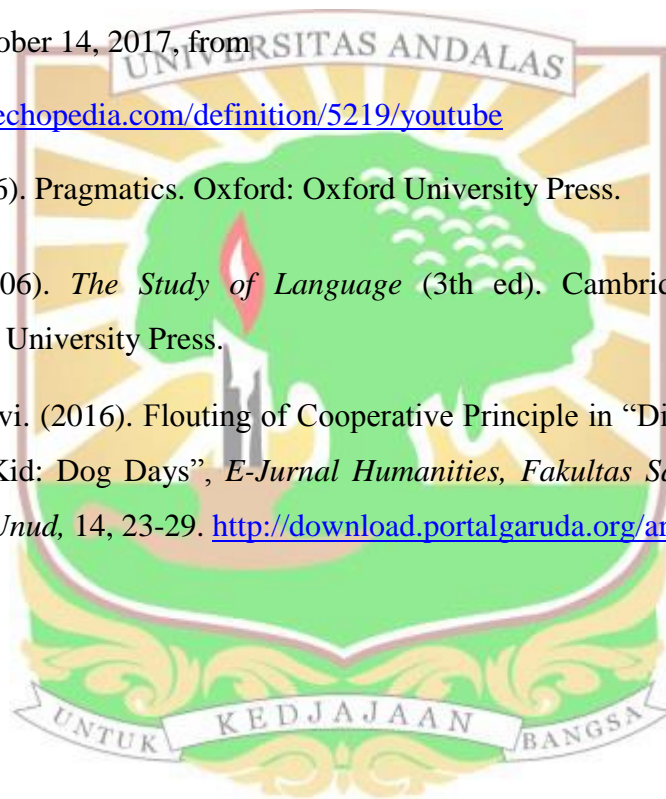 ober 14, 2017, from
UNIVERSITAS ANDALAS
echopedia.com/definition/5219/youtube
6). Pragmatics. Oxford: Oxford University Press.
06). The Study of Language (3th ed). Cambric
University Press.
vi. (2016). Flouting of Cooperative Principle in “Di
Kid: Dog Days”, E-Jurnal Humanities, Fakultas Sa
Unud, 14, 23-29. http://download.portalgaruda.org/ar
UNTUK KEDJAJAAN BANGSA